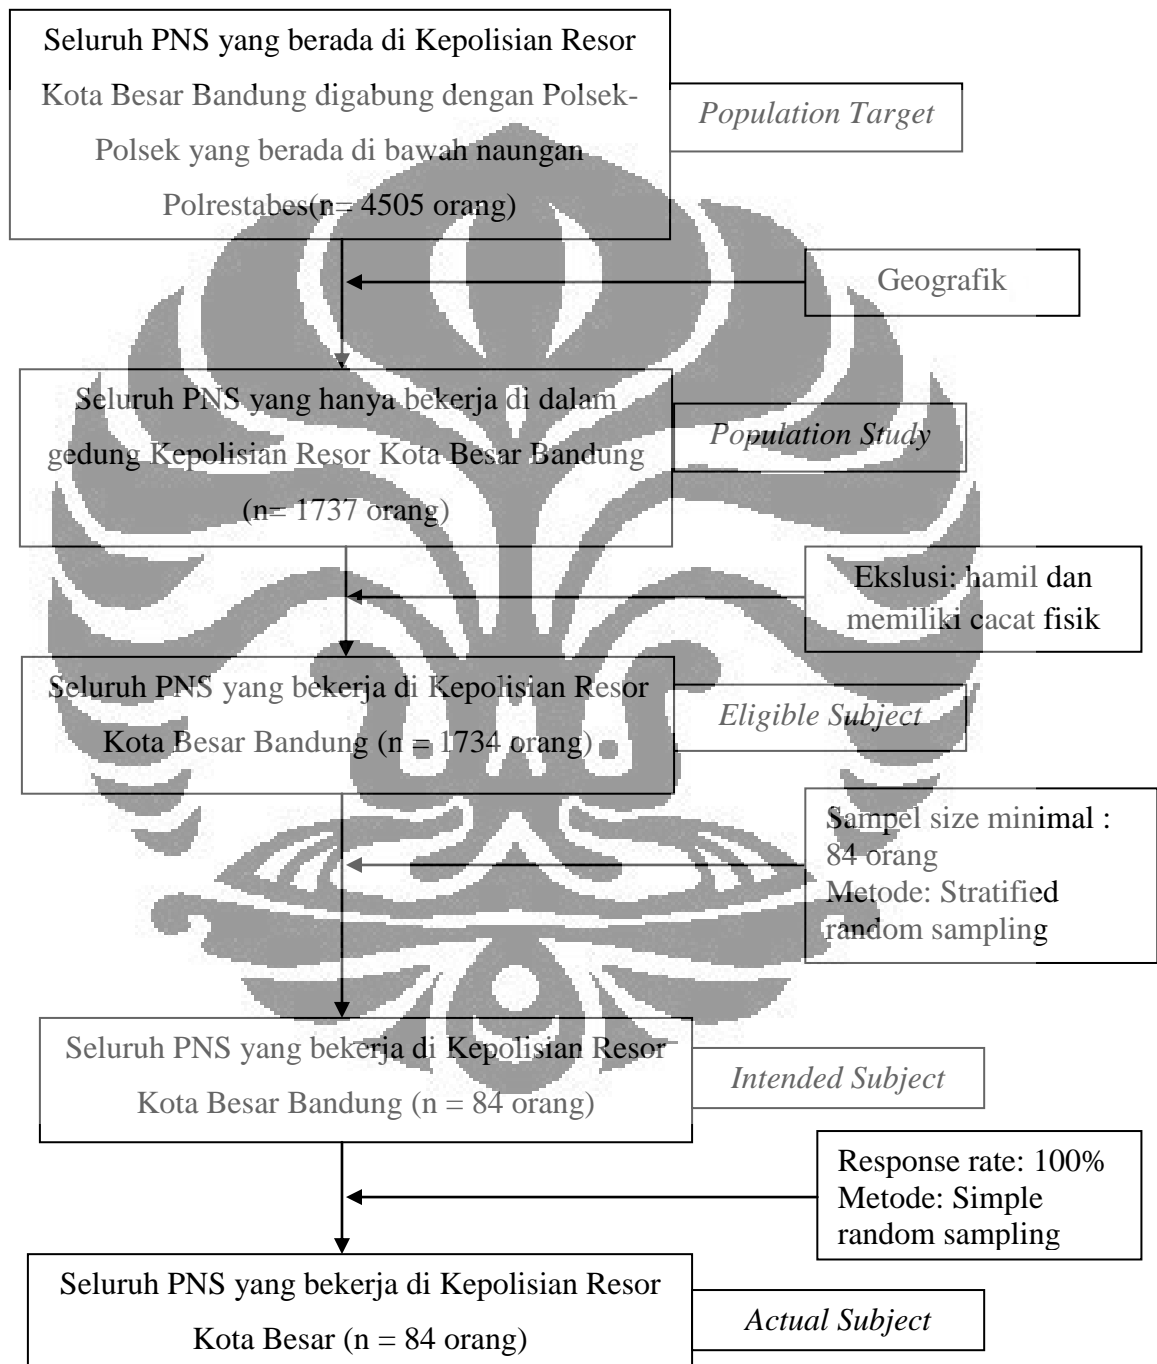 Seluruh PNS yang berada di Kepolisian Resor
Kota Besar Bandung digabung dengan Polsek-
Polsek yang berada di bawah naungan
Polrestabes(n= 4505 orang)
Population Target
Geografik
Seluruh PNS yang hanya bekerja di dalam
gedung Kepolisian Resor Kota Besar Bandung
(n= 1737 orang)
Population Study
Ekslusi: hamil dan
memiliki cacat fisik
Seluruh PNS yang bekerja di Kepolisian Resor
Kota Besar Bandung (n = 1734 orang)
Eligible Subject
Sampel size minimal :
84 orang
Metode: Stratified
random sampling
Seluruh PNS yang bekerja di Kepolisian Resor
Kota Besar Bandung (n = 84 orang)
Intended Subject
Response rate: 100%
Metode: Simple
random sampling
Seluruh PNS yang bekerja di Kepolisian Resor
Kota Besar (n = 84 orang)
Actual Subject